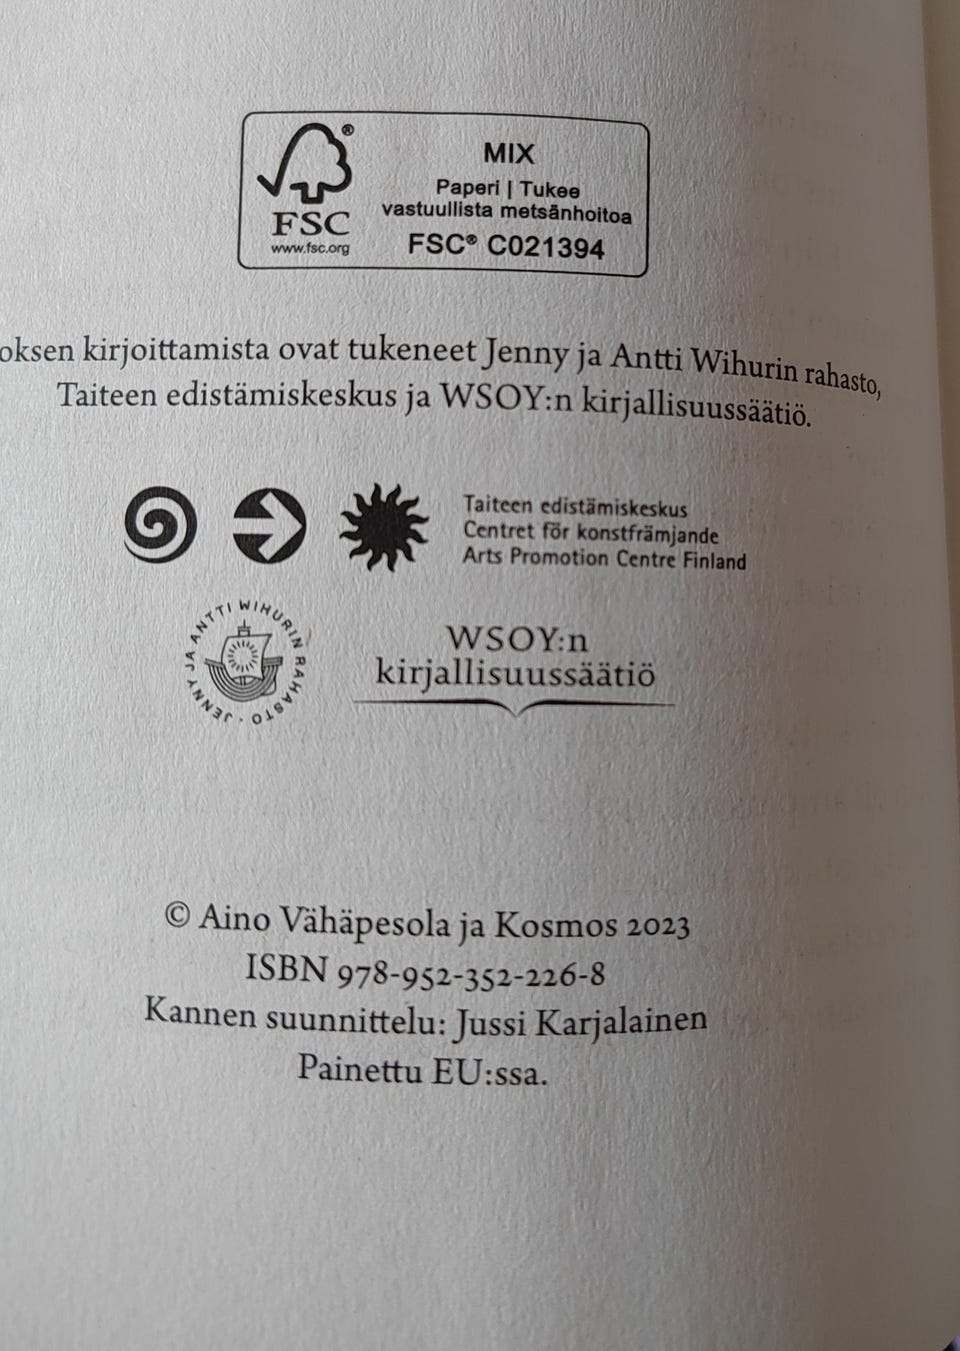 FSC®
www.fsc.org
MIX
Paperi | Tukee
vastuullista metsänhoitoa
FSC® C021394
oksen kirjoittamista ovat tukeneet Jenny ja Antti Wihurin rahasto,
Taiteen edistämiskeskus ja WSOY:n kirjallisuussäätiö.
Taiteen edistämiskeskus
Centret för konstfrämjande
Arts Promotion Centre Finland
JENNY JA ANTTI WIHURIN RAHASTO
WSOY:n
kirjallisuussäätiö
© Aino Vähäpesola ja Kosmos 2023
ISBN 978-952-352-226-8
Kannen suunnittelu: Jussi Karjalainen
Painettu EU:ssa.